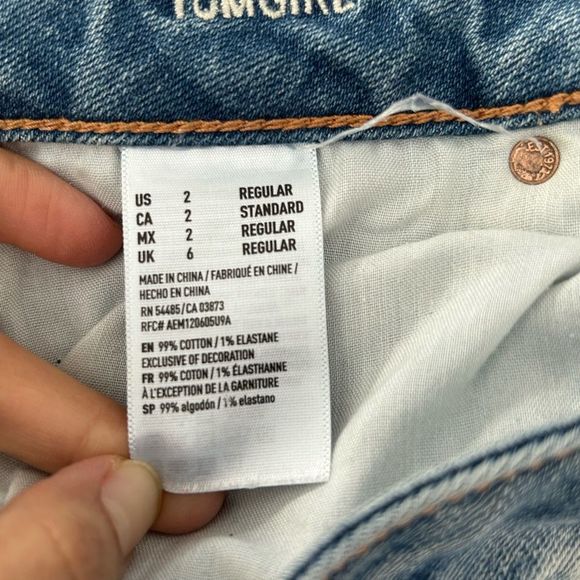 TOMGIRL
US 2 REGULAR
CA 2 STANDARD
MX 2 REGULAR
UK 6 REGULAR
MADE IN CHINA / FABRIQUÉ EN CHINE /
HECHO EN CHINA
RN 54485/CA 03873
RFC# AEM120605U9A
EN 99% COTTON / 1% ELASTANE
EXCLUSIVE OF DECORATION
FR 99% COTON / 1% ÉLASTHANNE
À L'EXCEPTION DE LA GARNITURE
SP 99% algodón / 1% elastano